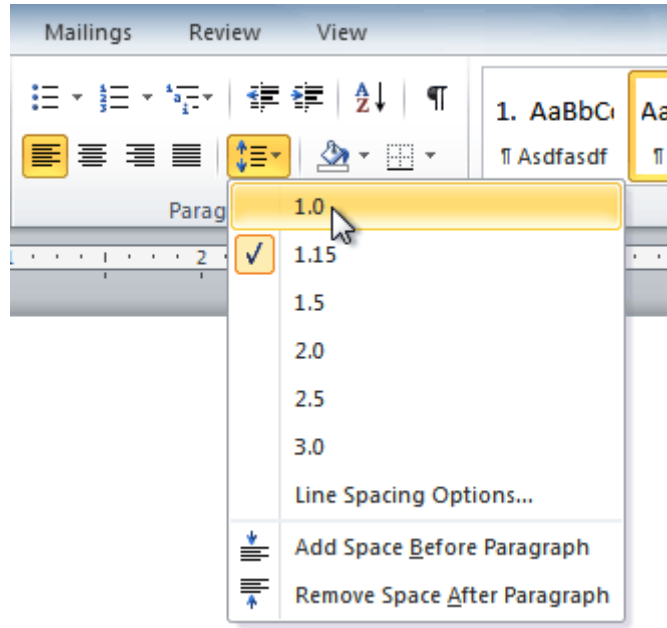 Mailings Review View
1. AaBbC Aa
¶ Asdfasdf ¶
Parag
1.0
2
1.15
1.5
2.0
2.5
3.0
Line Spacing Options...
Add Space Before Paragraph
Remove Space After Paragraph